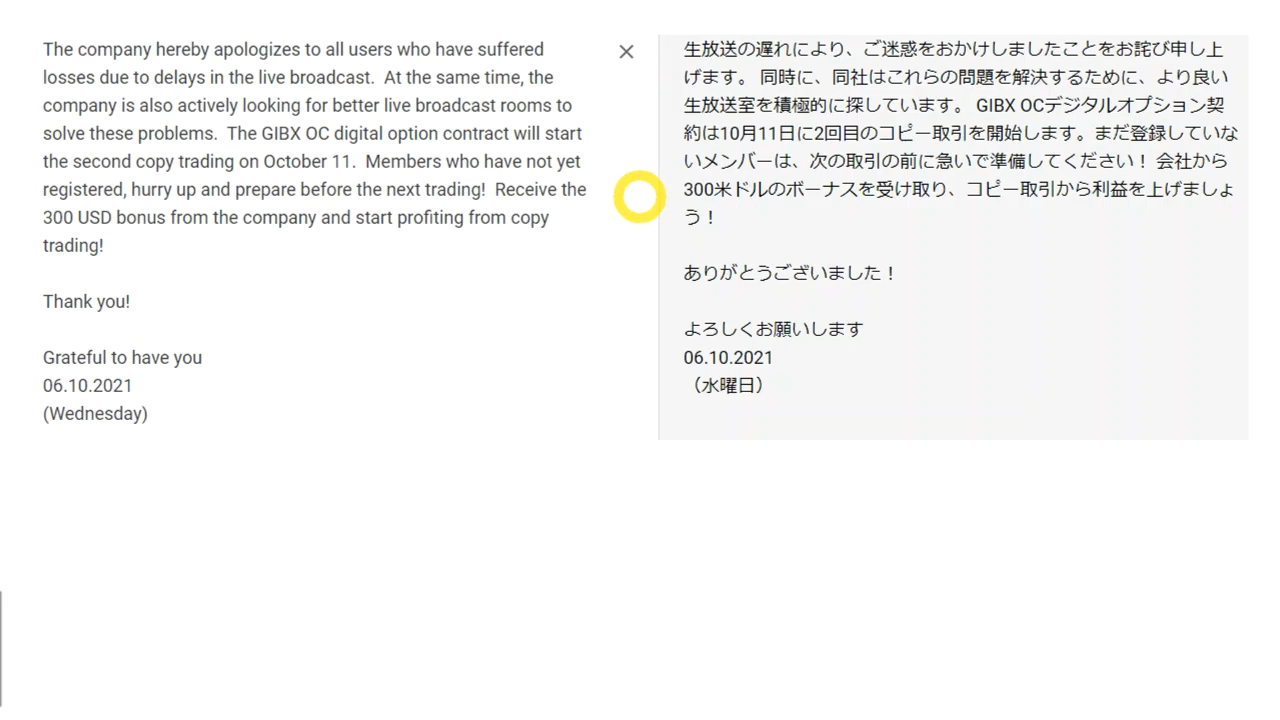 The company hereby apologizes to all users who have suffered
losses due to delays in the live broadcast.  At the same time, the
company is also actively looking for better live broadcast rooms to
solve these problems.  The GIBX OC digital option contract will start
the second copy trading on October 11.  Members who have not yet
registered, hurry up and prepare before the next trading!  Receive the
300 USD bonus from the company and start profiting from copy
trading!
Thank you!
Grateful to have you
06.10.2021
(Wednesday)
生放送の遅れにより、ご迷惑をおかけしましたことをお詫び申し上
げます。 同時に、同社はこれらの問題を解決するために、より良い
生放送室を積極的に探しています。 GIBX OCデジタルオプション契
約は10月11日に2回目のコピー取引を開始します。まだ登録していな
いメンバーは、次の取引の前に急いで準備してください！ 会社から
300米ドルのボーナスを受け取り、コピー取引から利益を上げましょ
う！
ありがとうございました！
よろしくお願いします
06.10.2021
（水曜日）